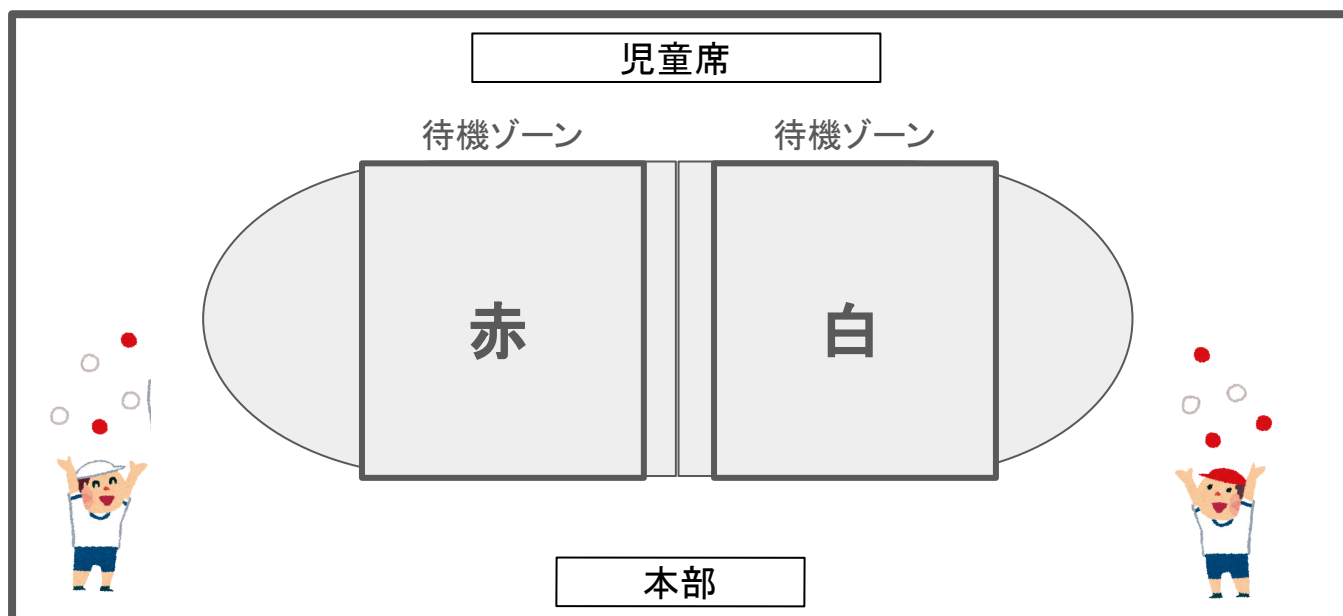 児童席
待機ゾーン
待機ゾーン
赤
白
本部